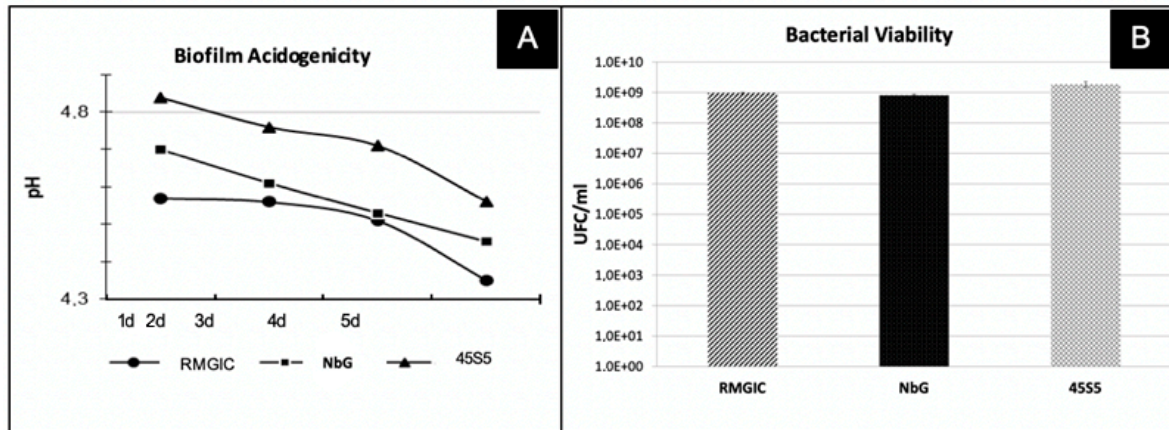 A
Biofilm Acidogenicity
4.8
pH
4.3
1d 2d 3d 4d 5d
RMGIC NbG 45S5
B
Bacterial Viability
1.0E+10
1.0E+09
1.0E+08
1.0E+07
1.0E+06
1.0E+05
1.0E+04
1.0E+03
1.0E+02
1.0E+01
1.0E+00
UFC/ml
RMGIC NbG 45S5